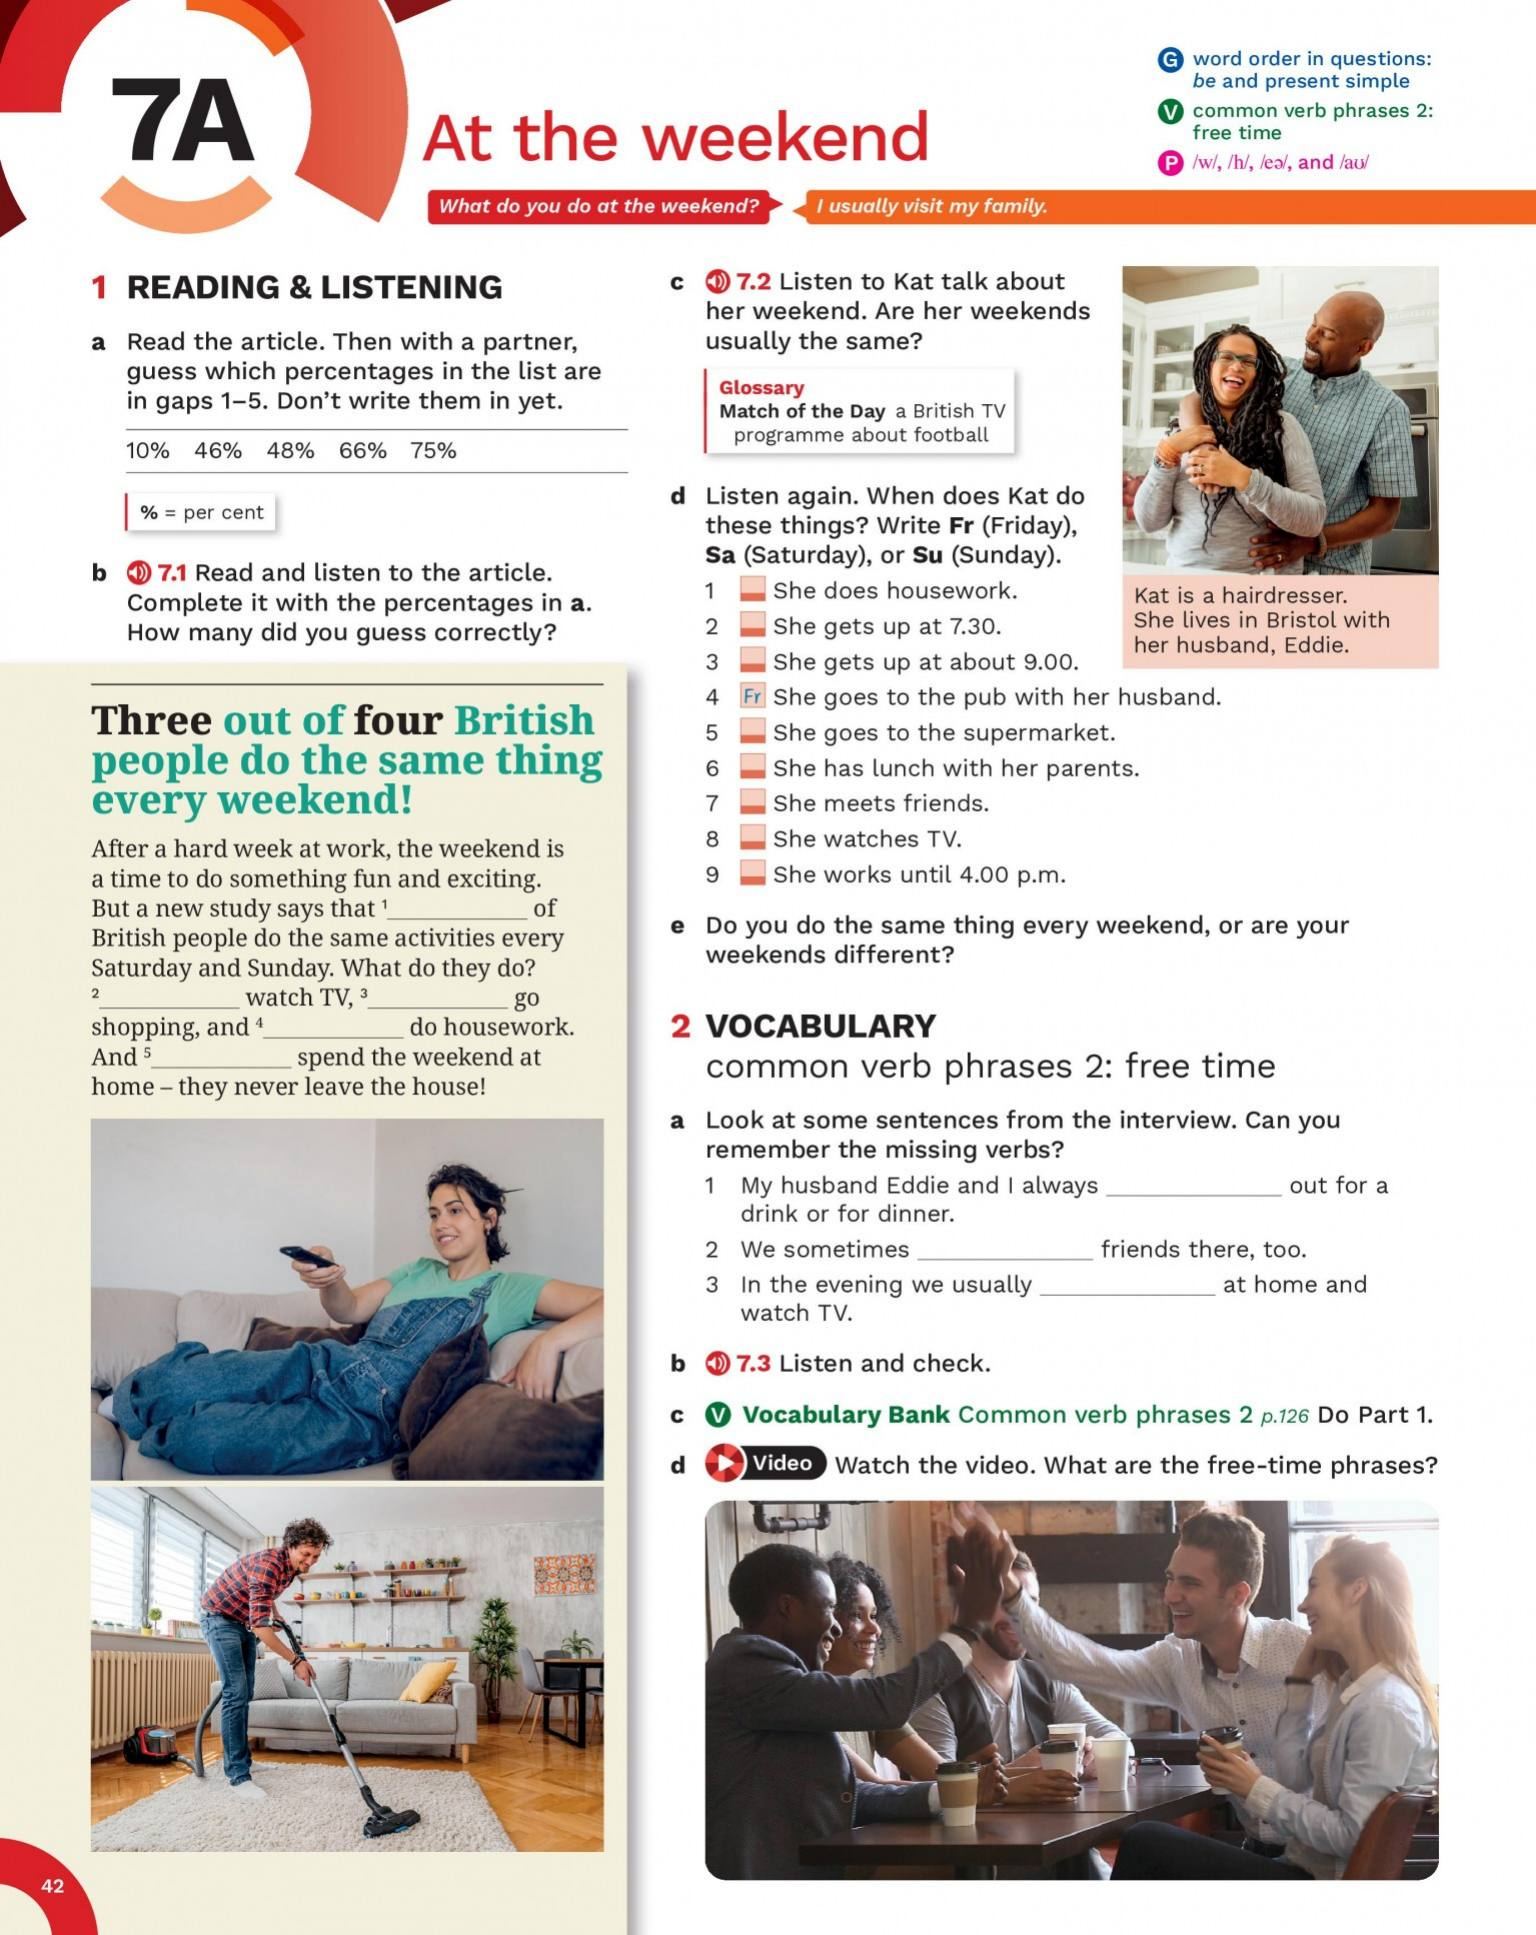 7A
At the weekend
G word order in questions:
be and present simple
V common verb phrases 2:
free time
P /w/, /h/, /eə/, and /aʊ/
What do you do at the weekend?
I usually visit my family.
1 READING & LISTENING
a Read the article. Then with a partner,
guess which percentages in the list are
in gaps 1–5. Don't write them in yet.
10% 46% 48% 66% 75%
% = per cent
b 7.1 Read and listen to the article.
Complete it with the percentages in a.
How many did you guess correctly?
Three out of four British
people do the same thing
every weekend!
After a hard week at work, the weekend is
a time to do something fun and exciting.
But a new study says that 1____________ of
British people do the same activities every
Saturday and Sunday. What do they do?
2____________ watch TV, 3____________ go
shopping, and 4____________ do housework.
And 5____________ spend the weekend at
home – they never leave the house!
42
c 7.2 Listen to Kat talk about
her weekend. Are her weekends
usually the same?
Glossary
Match of the Day a British TV
programme about football
d Listen again. When does Kat do
these things? Write Fr (Friday),
Sa (Saturday), or Su (Sunday).
1 She does housework.
2 She gets up at 7.30.
3 She gets up at about 9.00.
4 Fr She goes to the pub with her husband.
5 She goes to the supermarket.
6 She has lunch with her parents.
7 She meets friends.
8 She watches TV.
9 She works until 4.00 p.m.
Kat is a hairdresser.
She lives in Bristol with
her husband, Eddie.
e Do you do the same thing every weekend, or are your
weekends different?
2 VOCABULARY
common verb phrases 2: free time
a Look at some sentences from the interview. Can you
remember the missing verbs?
1 My husband Eddie and I always ____________ out for a
drink or for dinner.
2 We sometimes ____________ friends there, too.
3 In the evening we usually ____________ at home and
watch TV.
b 7.3 Listen and check.
c V Vocabulary Bank Common verb phrases 2 p.126 Do Part 1.
d Video Watch the video. What are the free-time phrases?